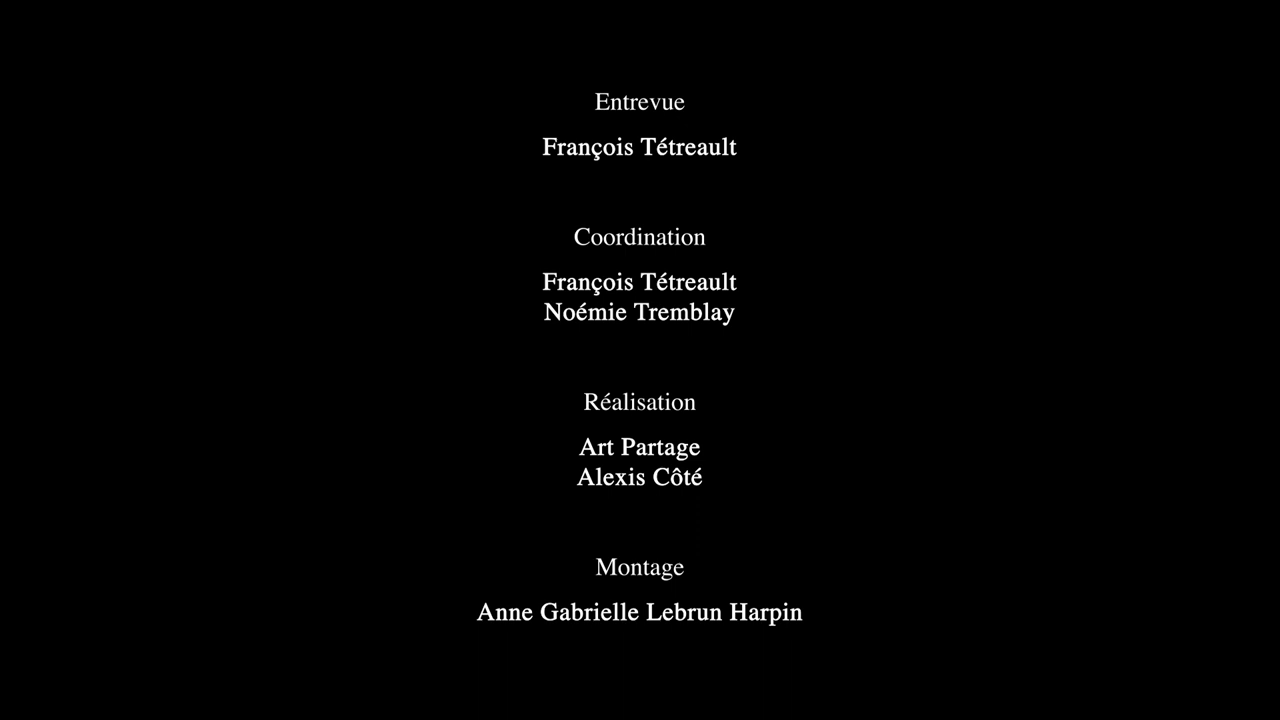 Entrevue
François Tétreault
Coordination
François Tétreault
Noémie Tremblay
Réalisation
Art Partage
Alexis Côté
Montage
Anne Gabrielle Lebrun Harpin